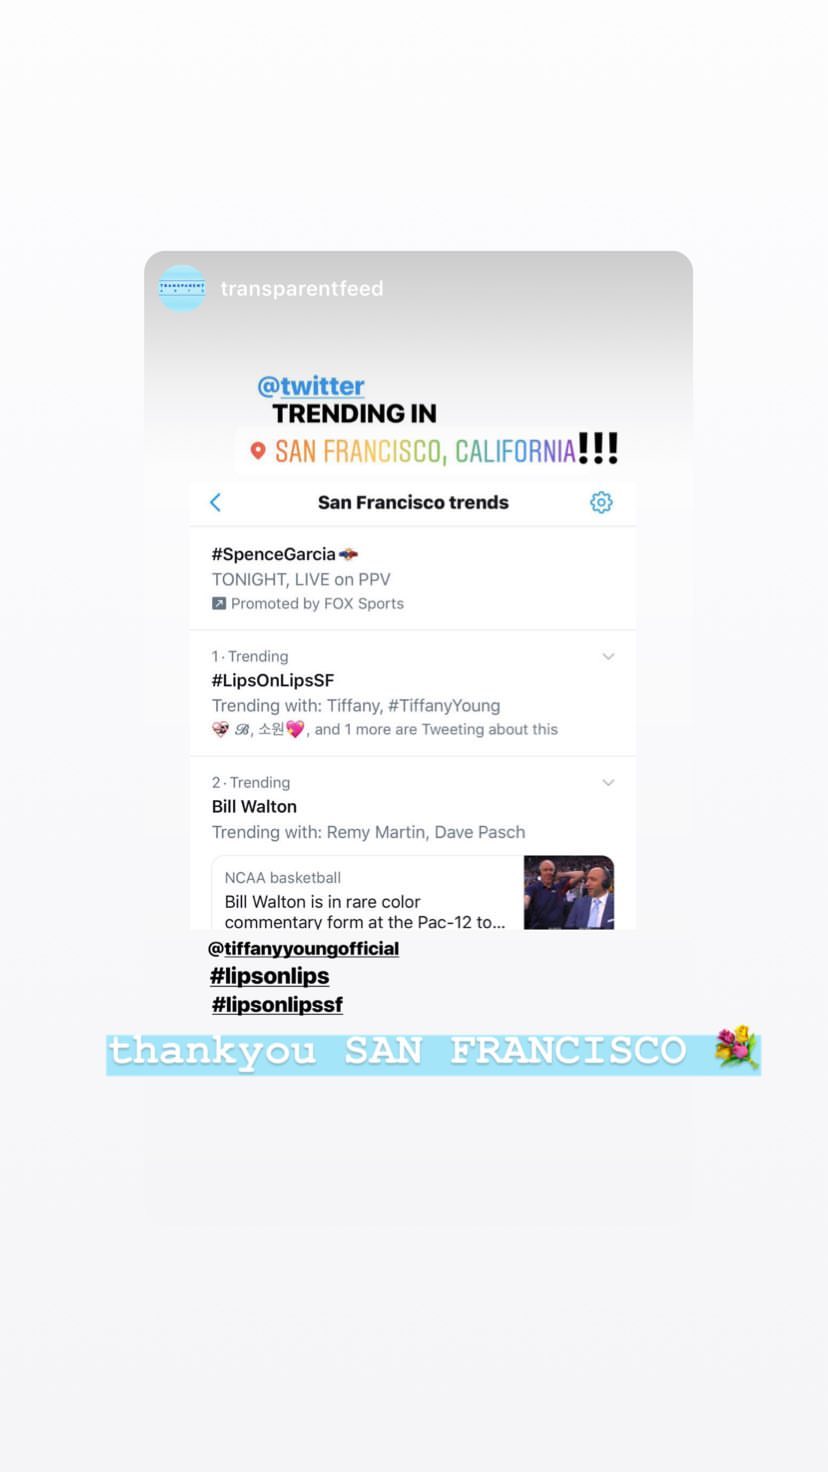 TRANSPARENT
A R T S
transparentfeed
@twitter
TRENDING IN
SAN FRANCISCO, CALIFORNIA!!!
San Francisco trends
#SpenceGarcia
TONIGHT, LIVE on PPV
Promoted by FOX Sports
1 · Trending
#LipsOnLipsSF
Trending with: Tiffany, #TiffanyYoung
💝 ℬ, 소원💖, and 1 more are Tweeting about this
2 · Trending
Bill Walton
Trending with: Remy Martin, Dave Pasch
NCAA basketball
Bill Walton is in rare color
commentary form at the Pac-12 to...
@tiffanyyoungofficial
#lipsonlips
#lipsonlipssf
thankyou SAN FRANCISCO 💐